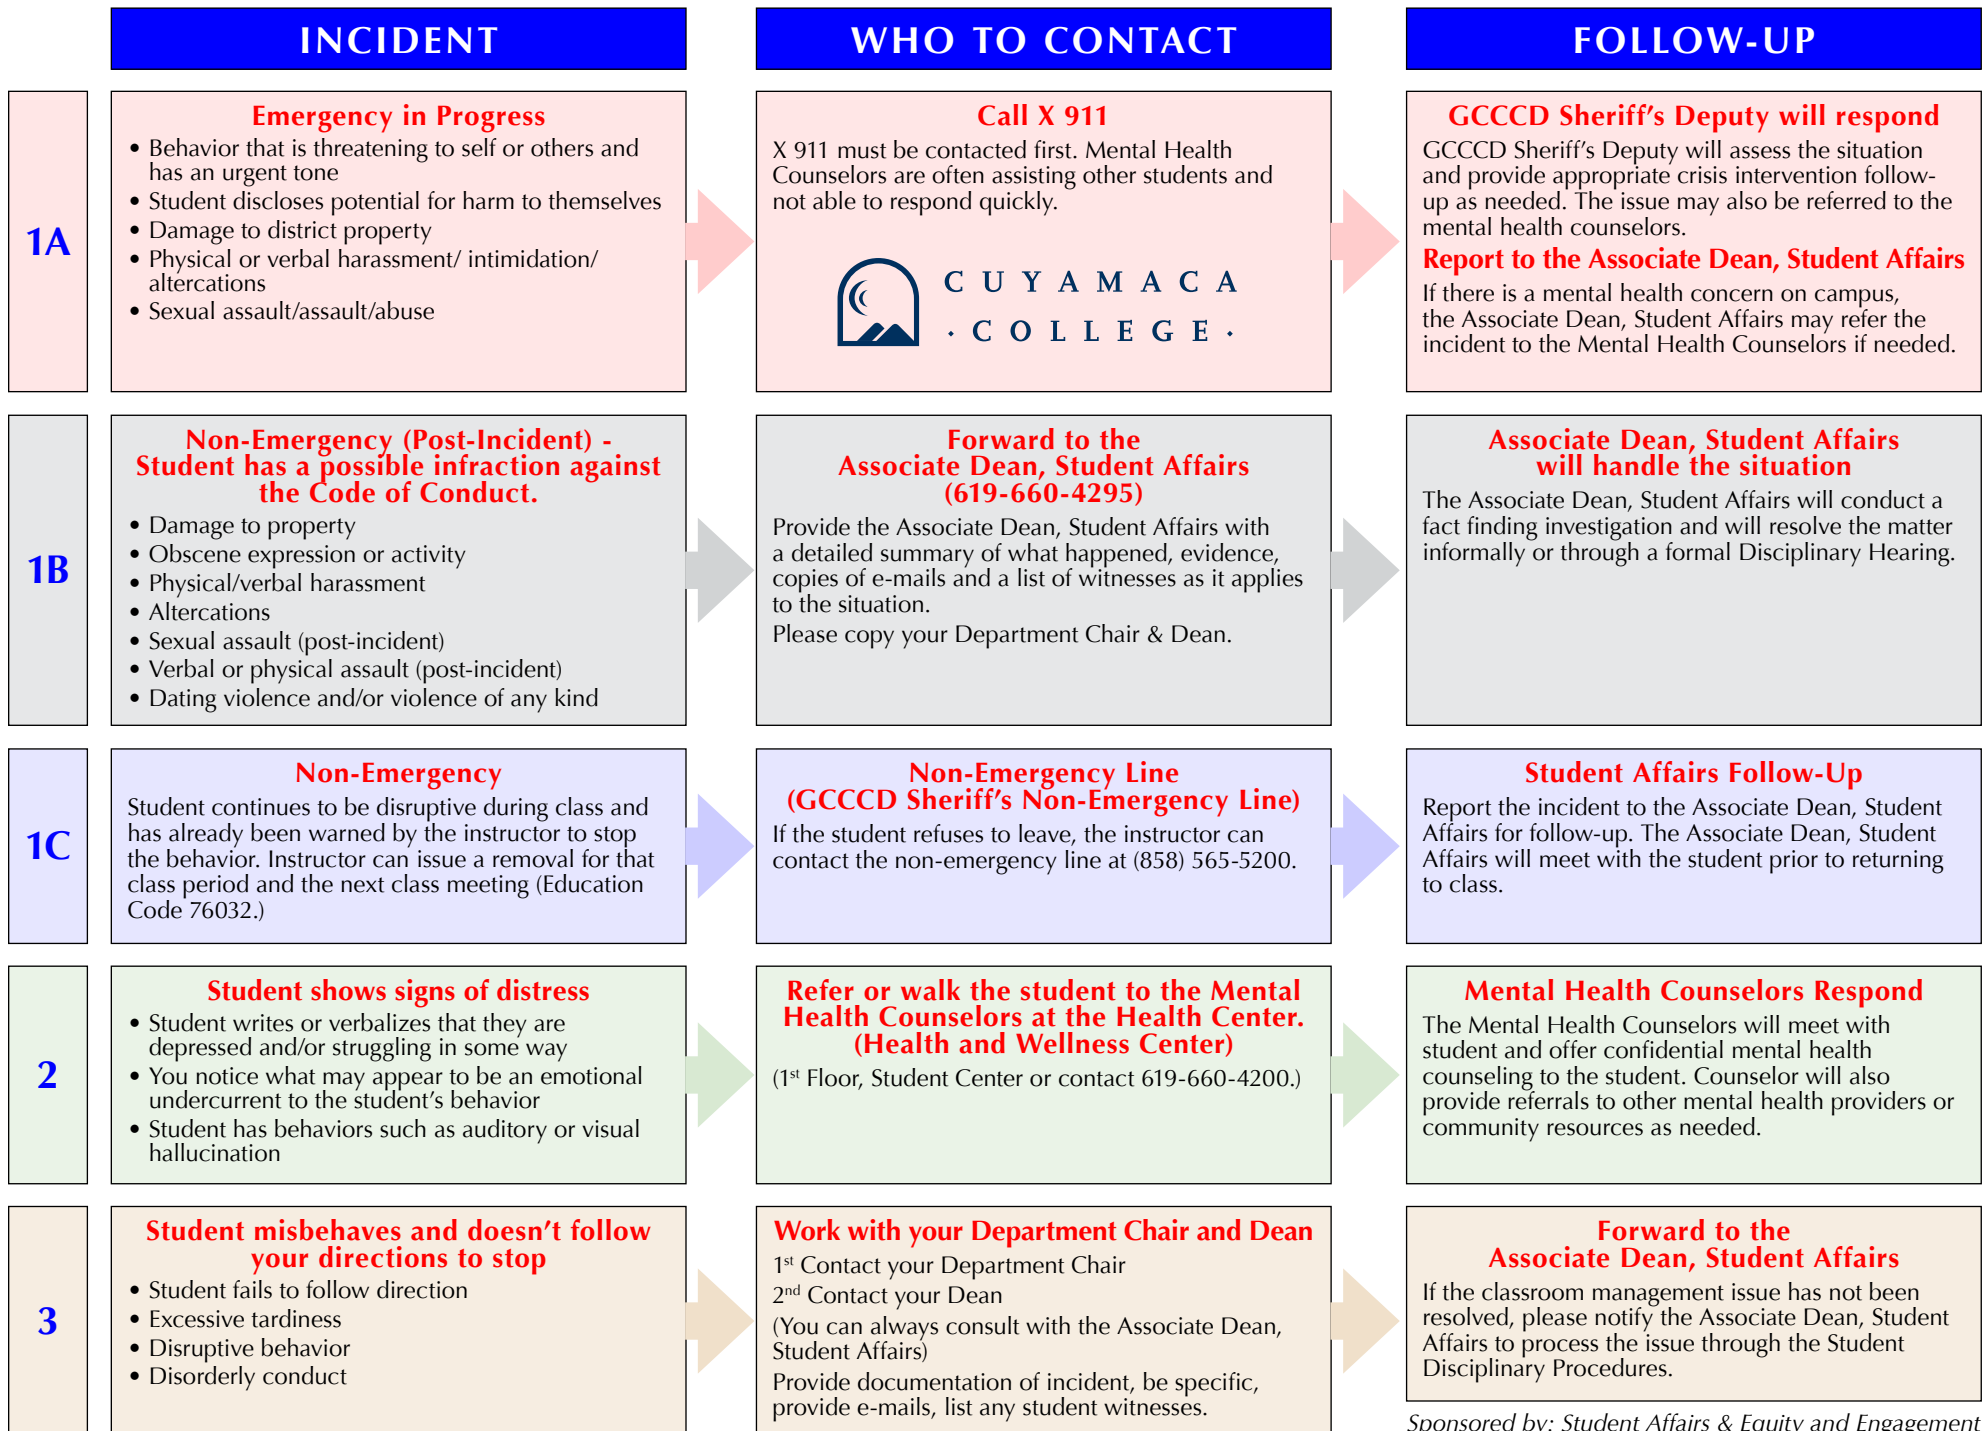 INCIDENT
WHO TO CONTACT
FOLLOW-UP
1A
Emergency in Progress
• Behavior that is threatening to self or others and
has an urgent tone
• Student discloses potential for harm to themselves
• Damage to district property
• Physical or verbal harassment/ intimidation/
altercations
• Sexual assault/assault/abuse
Call X 911
X 911 must be contacted first. Mental Health
Counselors are often assisting other students and
not able to respond quickly.
CUYAMACA
· COLLEGE ·
GCCCD Sheriff's Deputy will respond
GCCCD Sheriff's Deputy will assess the situation
and provide appropriate crisis intervention follow-
up as needed. The issue may also be referred to the
mental health counselors.
Report to the Associate Dean, Student Affairs
If there is a mental health concern on campus,
the Associate Dean, Student Affairs may refer the
incident to the Mental Health Counselors if needed.
1B
Non-Emergency (Post-Incident) -
Student has a possible infraction against
the Code of Conduct.
• Damage to property
• Obscene expression or activity
• Physical/verbal harassment
• Altercations
• Sexual assault (post-incident)
• Verbal or physical assault (post-incident)
• Dating violence and/or violence of any kind
Forward to the
Associate Dean, Student Affairs
(619-660-4295)
Provide the Associate Dean, Student Affairs with
a detailed summary of what happened, evidence,
copies of e-mails and a list of witnesses as it applies
to the situation.
Please copy your Department Chair & Dean.
Associate Dean, Student Affairs
will handle the situation
The Associate Dean, Student Affairs will conduct a
fact finding investigation and will resolve the matter
informally or through a formal Disciplinary Hearing.
1C
Non-Emergency
Student continues to be disruptive during class and
has already been warned by the instructor to stop
the behavior. Instructor can issue a removal for that
class period and the next class meeting (Education
Code 76032.)
Non-Emergency Line
(GCCCD Sheriff's Non-Emergency Line)
If the student refuses to leave, the instructor can
contact the non-emergency line at (858) 565-5200.
Student Affairs Follow-Up
Report the incident to the Associate Dean, Student
Affairs for follow-up. The Associate Dean, Student
Affairs will meet with the student prior to returning
to class.
2
Student shows signs of distress
• Student writes or verbalizes that they are
depressed and/or struggling in some way
• You notice what may appear to be an emotional
undercurrent to the student's behavior
• Student has behaviors such as auditory or visual
hallucination
Refer or walk the student to the Mental
Health Counselors at the Health Center.
(Health and Wellness Center)
(1st Floor, Student Center or contact 619-660-4200.)
Mental Health Counselors Respond
The Mental Health Counselors will meet with
student and offer confidential mental health
counseling to the student. Counselor will also
provide referrals to other mental health providers or
community resources as needed.
3
Student misbehaves and doesn't follow
your directions to stop
• Student fails to follow direction
• Excessive tardiness
• Disruptive behavior
• Disorderly conduct
Work with your Department Chair and Dean
1st Contact your Department Chair
2nd Contact your Dean
(You can always consult with the Associate Dean,
Student Affairs)
Provide documentation of incident, be specific,
provide e-mails, list any student witnesses.
Forward to the
Associate Dean, Student Affairs
If the classroom management issue has not been
resolved, please notify the Associate Dean, Student
Affairs to process the issue through the Student
Disciplinary Procedures.
Sponsored by: Student Affairs & Equity and Engagement